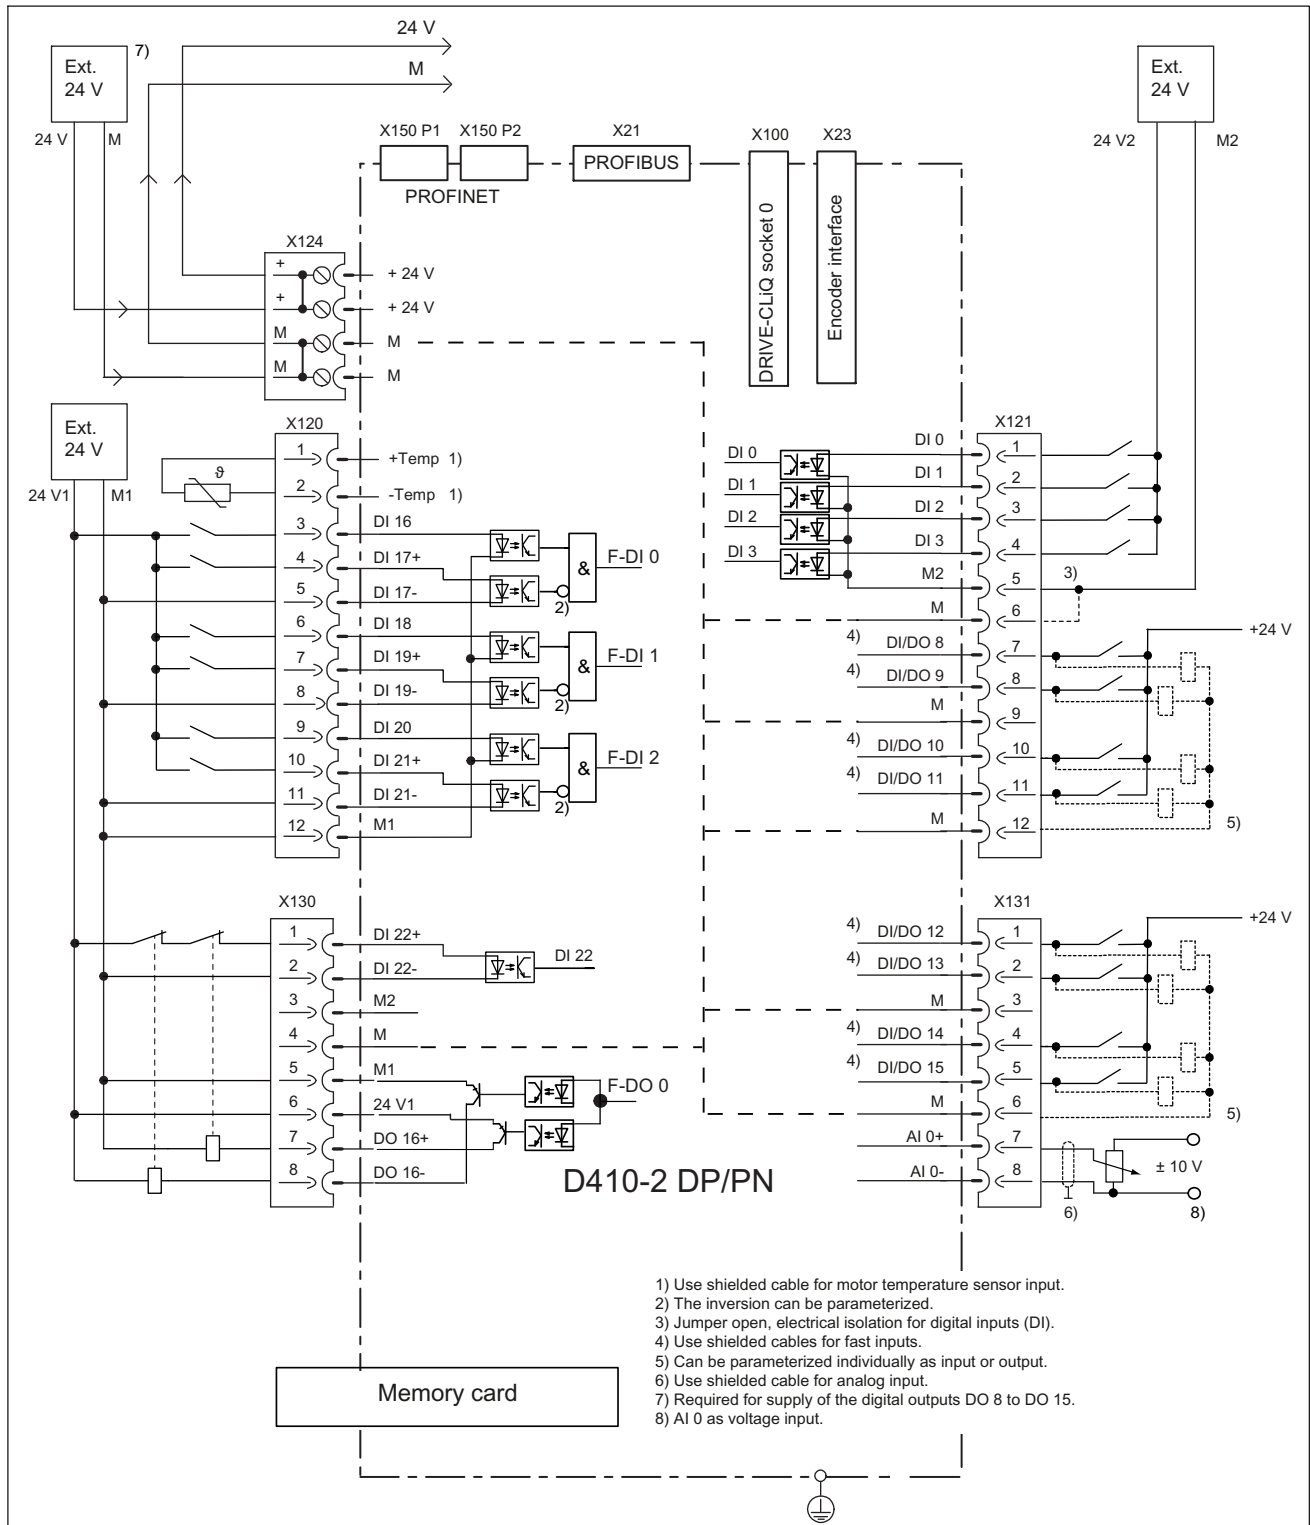 24 V
M
Ext.
24 V
7)
24 V
M
Ext.
24 V
24 V2
M2
X150 P1
X150 P2
PROFINET
X21
PROFIBUS
X100
DRIVE-CLiQ socket 0
X23
Encoder interface
X124
+
+ 24 V
+
+ 24 V
M
M
M
M
Ext.
24 V
24 V1
M1
X120
ϑ
1
+Temp 1)
2
-Temp 1)
3
DI 16
4
DI 17+
5
DI 17-
&
F-DI 0
2)
6
DI 18
7
DI 19+
8
DI 19-
&
F-DI 1
2)
9
DI 20
10
DI 21+
11
DI 21-
&
F-DI 2
2)
12
M1
X121
DI 0
DI 0
1
DI 1
DI 1
2
DI 2
DI 2
3
DI 3
DI 3
4
M2
5
3)
M
6
+24 V
4)
DI/DO 8
7
4)
DI/DO 9
8
M
9
4)
DI/DO 10
10
4)
DI/DO 11
11
M
12
5)
X130
1
DI 22+
2
DI 22-
DI 22
3
M2
4
M
5
M1
6
24 V1
F-DO 0
7
DO 16+
8
DO 16-
D410-2 DP/PN
X131
+24 V
4)
DI/DO 12
1
4)
DI/DO 13
2
M
3
4)
DI/DO 14
4
4)
DI/DO 15
5
M
6
5)
AI 0+
7
± 10 V
AI 0-
8
6)
8)
1) Use shielded cable for motor temperature sensor input.
2) The inversion can be parameterized.
3) Jumper open, electrical isolation for digital inputs (DI).
4) Use shielded cables for fast inputs.
5) Can be parameterized individually as input or output.
6) Use shielded cable for analog input.
7) Required for supply of the digital outputs DO 8 to DO 15.
8) AI 0 as voltage input.
Memory card